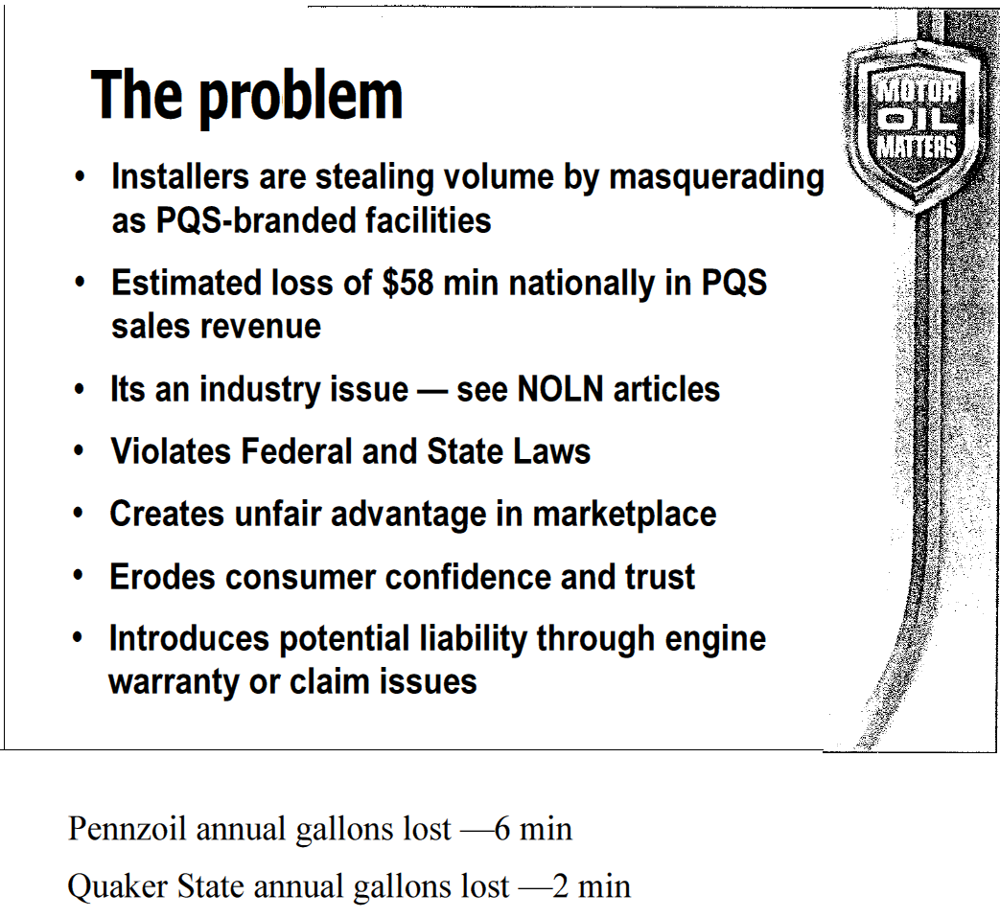 The problem
MOTOR
OIL
MATTERS
• Installers are stealing volume by masquerading
as PQS-branded facilities
• Estimated loss of $58 min nationally in PQS
sales revenue
• Its an industry issue — see NOLN articles
• Violates Federal and State Laws
• Creates unfair advantage in marketplace
• Erodes consumer confidence and trust
• Introduces potential liability through engine
warranty or claim issues
Pennzoil annual gallons lost —6 min
Quaker State annual gallons lost —2 min